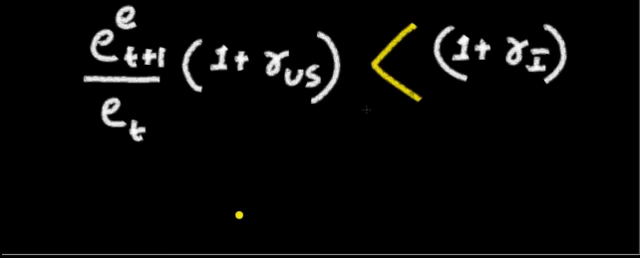 e^e_{t+1} / e_t (1 + r_US) < (1 + r_I)